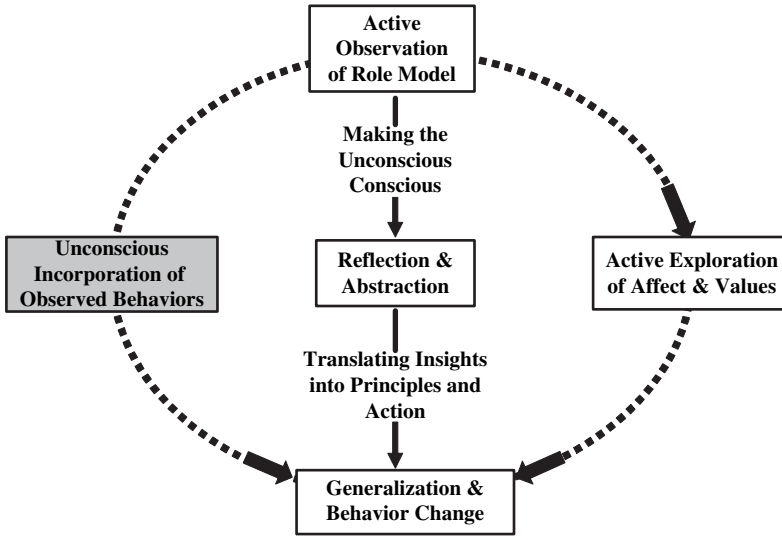 Active
Observation
of Role Model
Making the
Unconscious
Conscious
Unconscious
Incorporation of
Observed Behaviors
Reflection &
Abstraction
Active Exploration
of Affect & Values
Translating Insights
into Principles and
Action
Generalization &
Behavior Change